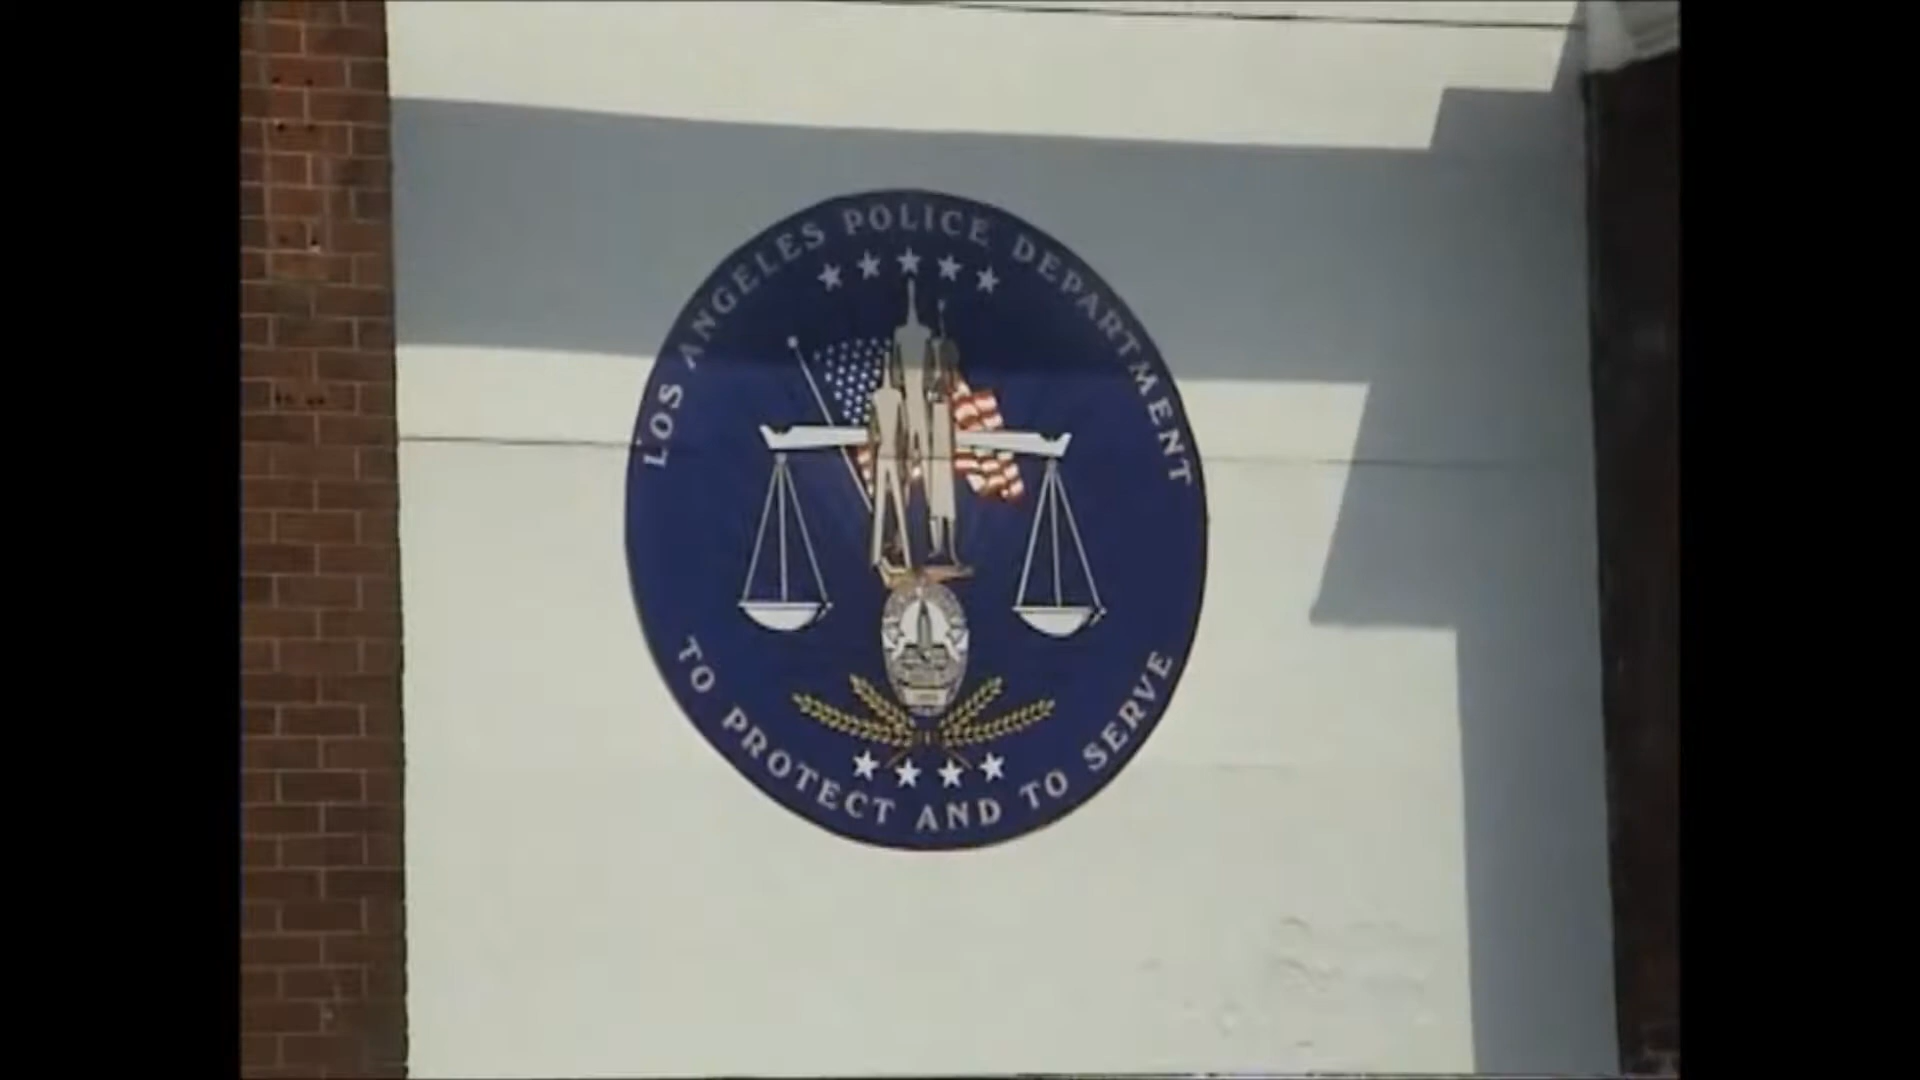 LOS ANGELES POLICE DEPARTMENT
TO PROTECT AND TO SERVE